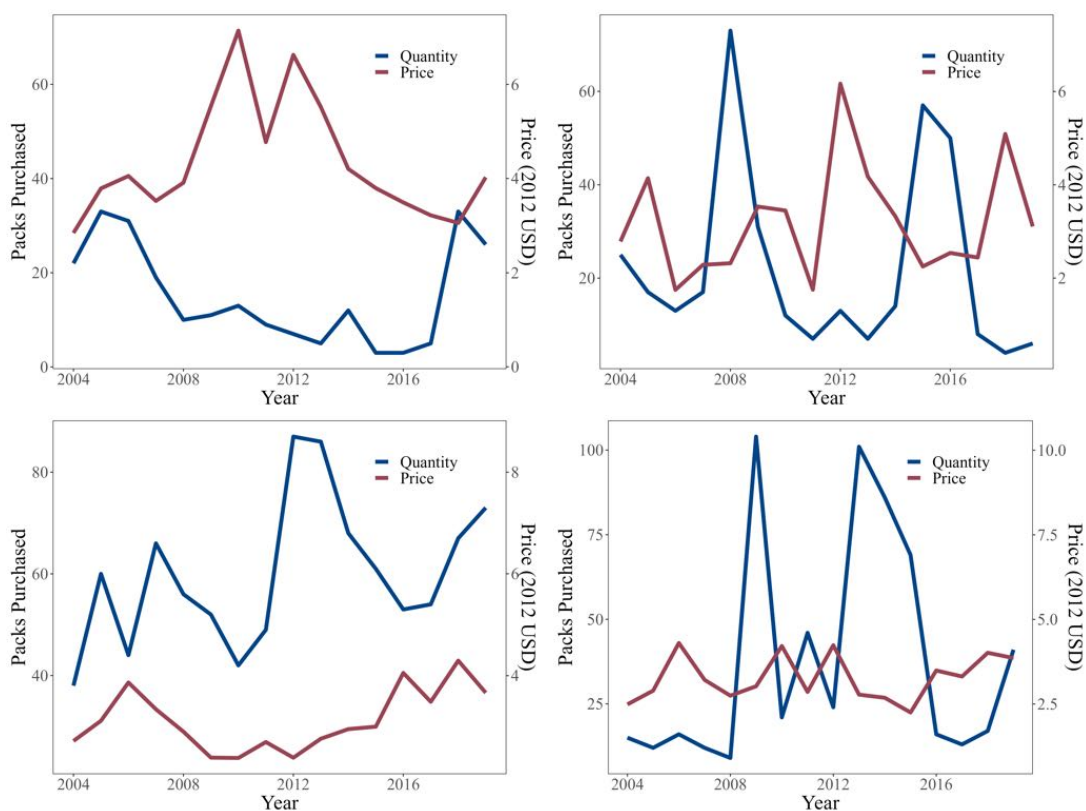 Quantity
Price
Packs Purchased
60
40
20
0
Price (2012 USD)
6
4
2
0
2004
2008
2012
2016
Year
Quantity
Price
Packs Purchased
60
40
20
Price (2012 USD)
6
4
2
2004
2008
2012
2016
Year
Quantity
Price
Packs Purchased
80
60
40
Price (2012 USD)
8
6
4
2004
2008
2012
2016
Year
Quantity
Price
Packs Purchased
100
75
50
25
Price (2012 USD)
10.0
7.5
5.0
2.5
2004
2008
2012
2016
Year